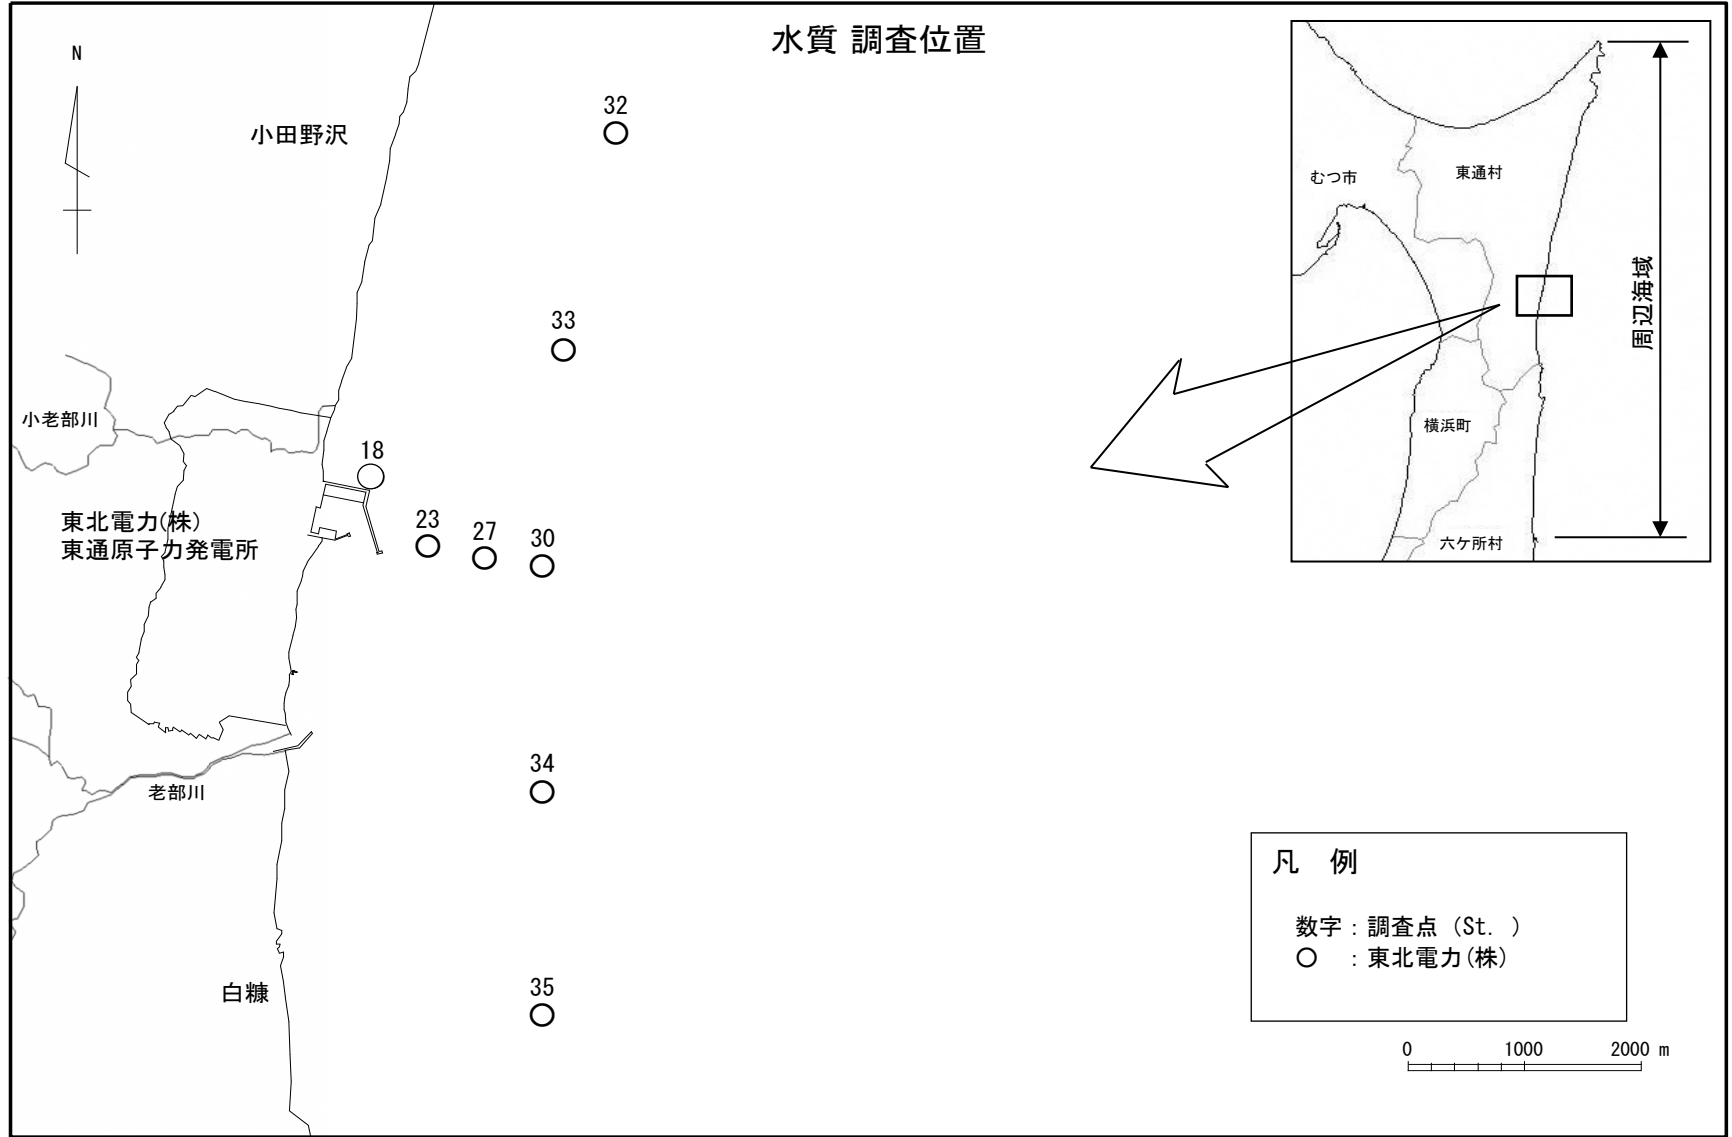 水質 調査位置
N
小田野沢
32
33
小老部川
18
東北電力(株)
東通原子力発電所
23
27
30
老部川
34
白糠
35
むつ市
東通村
周辺海域
横浜町
六ケ所村
凡 例
数字：調査点（St. ）
○ ：東北電力(株)
0 1000 2000 m